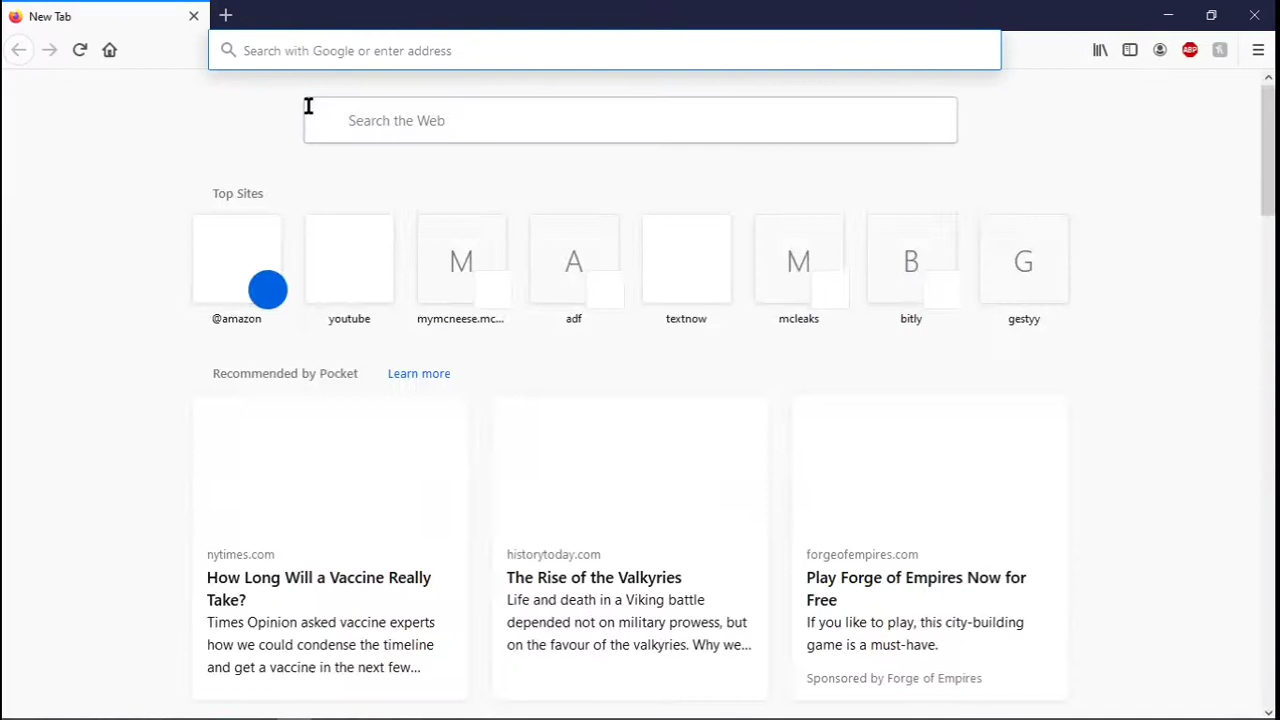 New Tab
Search with Google or enter address
ABP
Search the Web
Top Sites
M A M B G
@amazon youtube mymcneese.mc... adf textnow mcleaks bitly gestyy
Recommended by Pocket Learn more
nytimes.com
How Long Will a Vaccine Really
Take?
Times Opinion asked vaccine experts
how we could condense the timeline
and get a vaccine in the next few...
historytoday.com
The Rise of the Valkyries
Life and death in a Viking battle
depended not on military prowess, but
on the favour of the valkyries. Why we...
forgeofempires.com
Play Forge of Empires Now for
Free
If you like to play, this city-building
game is a must-have.
Sponsored by Forge of Empires